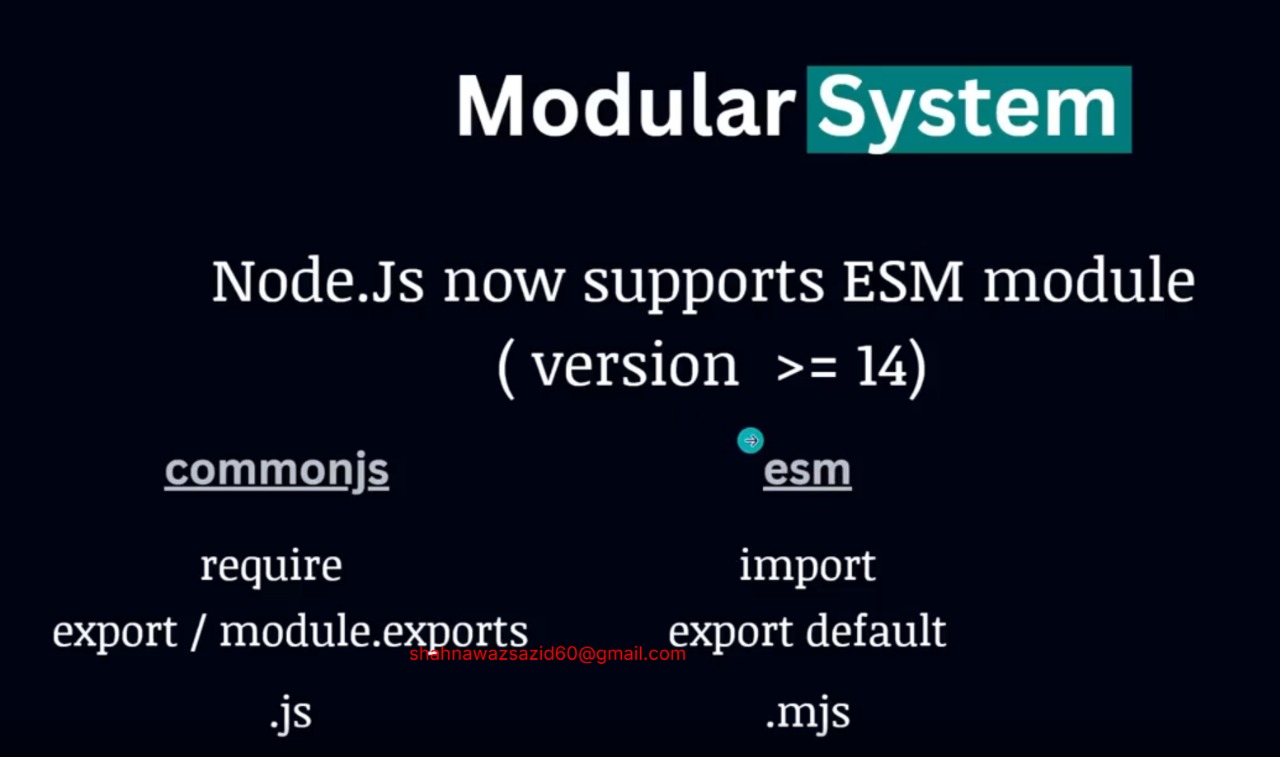 Modular System
Node.Js now supports ESM module
( version >= 14)
commonjs
esm
require
import
export / module.exports
export default
shahnawazsazid60@gmail.com
.js
.mjs